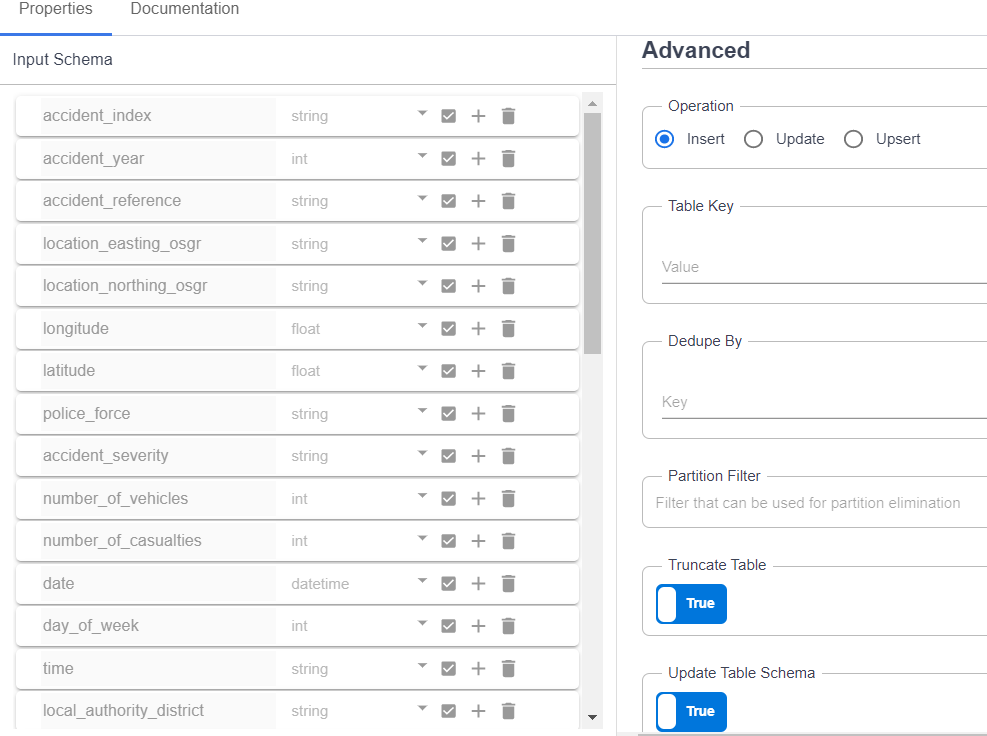 Properties Documentation
Input Schema
accident_index string
accident_year int
accident_reference string
location_easting_osgr string
location_northing_osgr string
longitude float
latitude float
police_force string
accident_severity string
number_of_vehicles int
number_of_casualties int
date datetime
day_of_week int
time string
local_authority_district string
Advanced
Operation
Insert Update Upsert
Table Key
Value
Dedupe By
Key
Partition Filter
Filter that can be used for partition elimination
Truncate Table
True
Update Table Schema
True